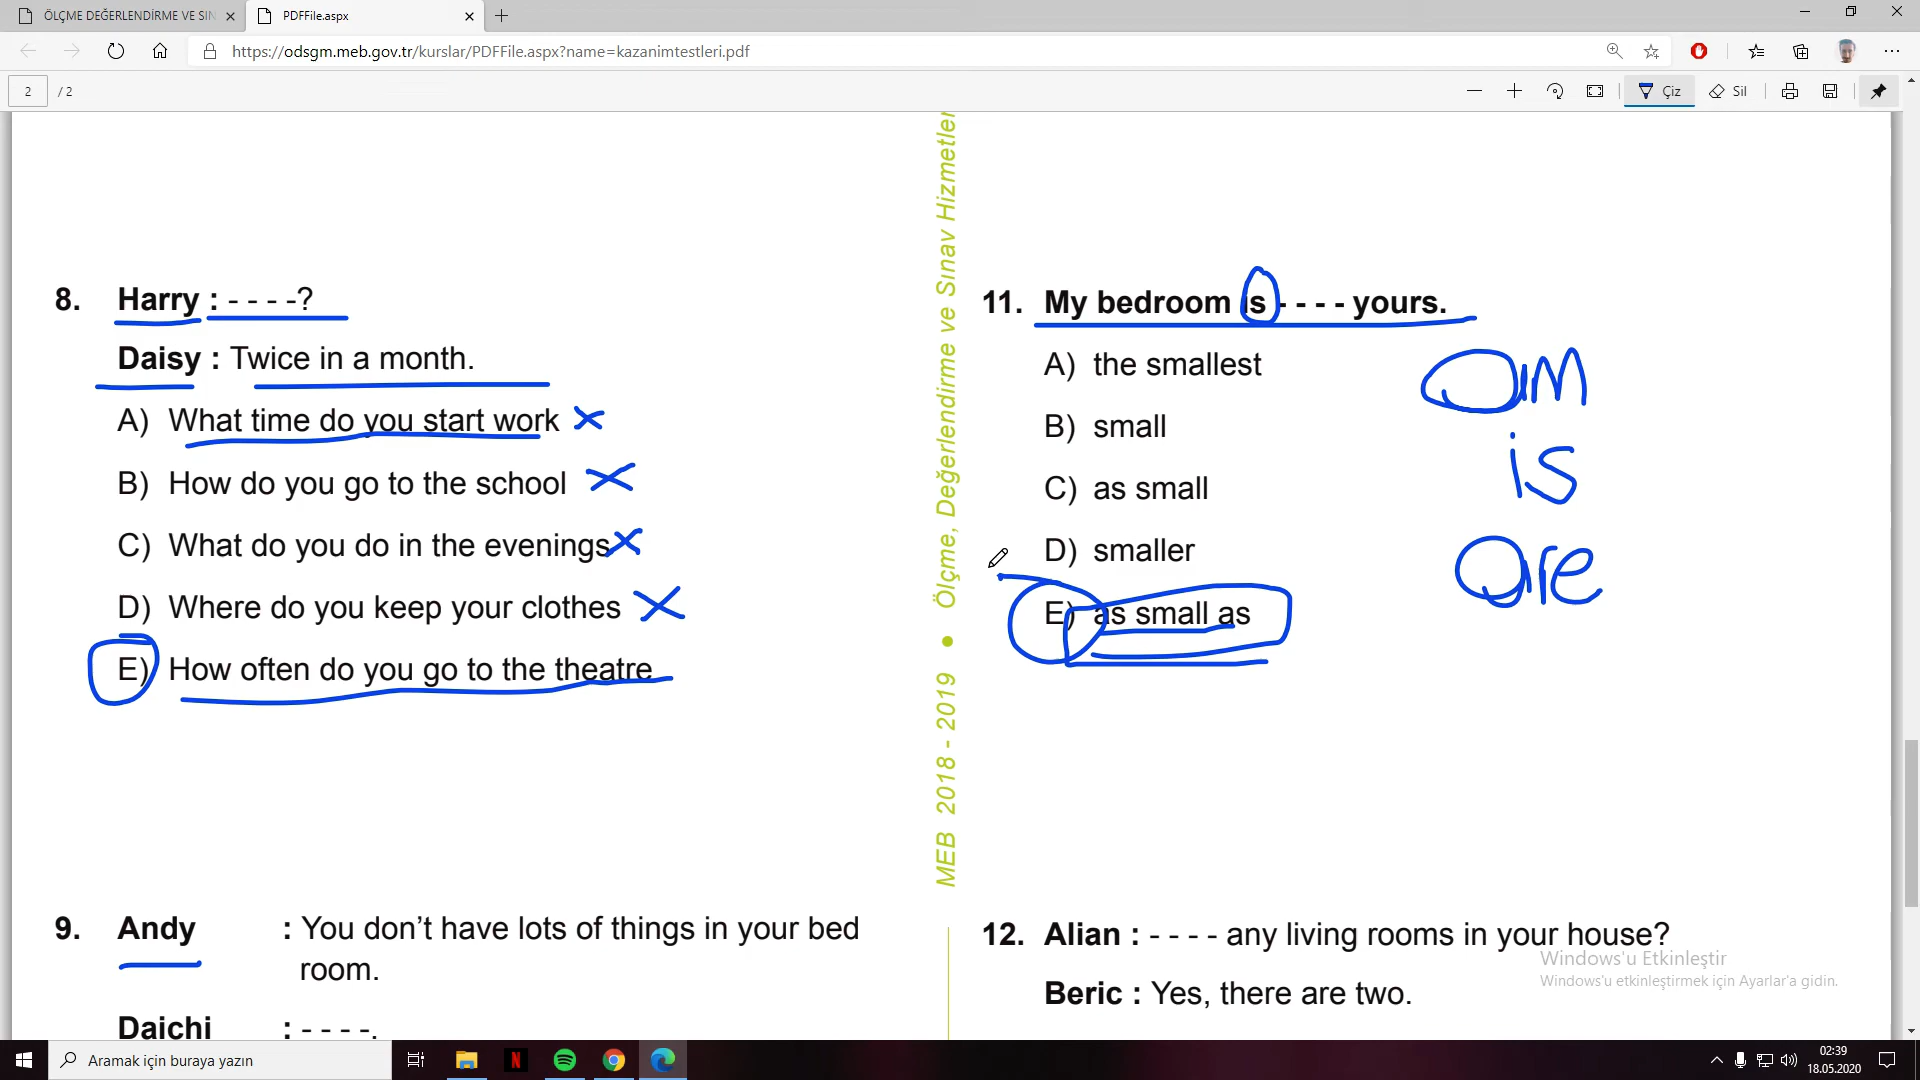 ÖLÇME DEĞERLENDİRME VE SIN
PDFFile.aspx
https://odsgm.meb.gov.tr/kurslar/PDFFile.aspx?name=kazanimtestleri.pdf
2 / 2
Çiz
Sil
8. Harry : - - - -?
Daisy : Twice in a month.
A) What time do you start work
B) How do you go to the school
C) What do you do in the evenings
D) Where do you keep your clothes
E) How often do you go to the theatre
9. Andy : You don't have lots of things in your bed
room.
Daichi : - - - -.
MEB 2018 - 2019 • Ölçme, Değerlendirme ve Sınav Hizmetler
11. My bedroom is - - - - yours.
A) the smallest
B) small
C) as small
D) smaller
E) as small as
am
is
are
12. Alian : - - - - any living rooms in your house?
Beric : Yes, there are two.
Windows'u Etkinleştir
Windows'u etkinleştirmek için Ayarlar'a gidin.
Aramak için buraya yazın
02:39
18.05.2020